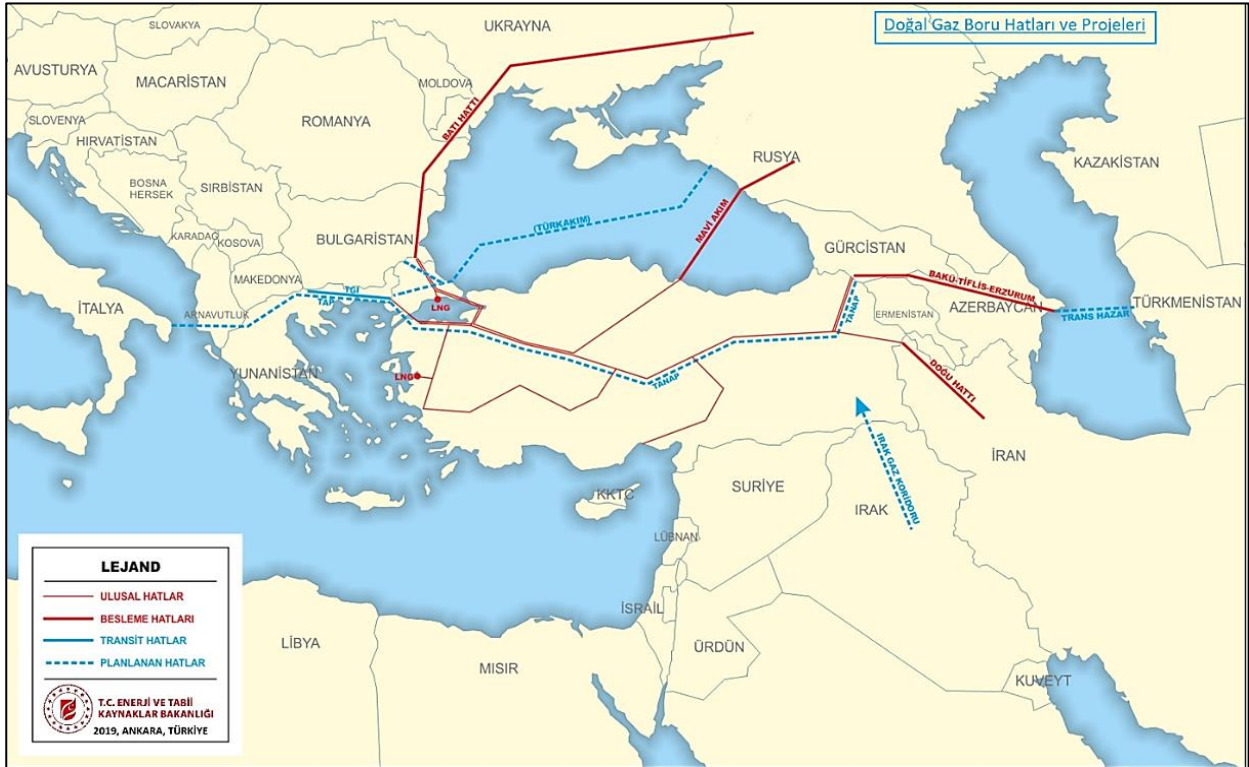 Doğal Gaz Boru Hatları ve Projeleri
SLOVAKYA
UKRAYNA
AVUSTURYA
MACARİSTAN
MOLDOVA
SLOVENYA
HIRVATİSTAN
ROMANYA
BATI HATTI
RUSYA
KAZAKİSTAN
BOSNA
HERSEK
SIRBİSTAN
(TÜRKAKIM)
MAVİ AKIM
KARADAĞ
KOSOVA
BULGARİSTAN
GÜRCİSTAN
MAKEDONYA
BAKÜ-TİFLİS-ERZURUM
TGI
TAP
LNG
TANAP
İTALYA
ARNAVUTLUK
AZERBAYCAN
ERMENİSTAN
TRANS HAZAR
TÜRKMENİSTAN
YUNANİSTAN
LNG
TANAP
DOĞU HATTI
IRAK GAZ KORİDORU
İRAN
KKTC
SURİYE
IRAK
LÜBNAN
İSRAİL
ÜRDÜN
LİBYA
MISIR
KUVEYT
LEJAND
ULUSAL HATLAR
BESLEME HATLARI
TRANSİT HATLAR
PLANLANAN HATLAR
T.C. ENERJİ VE TABİİ
KAYNAKLAR BAKANLIĞI
2019, ANKARA, TÜRKİYE